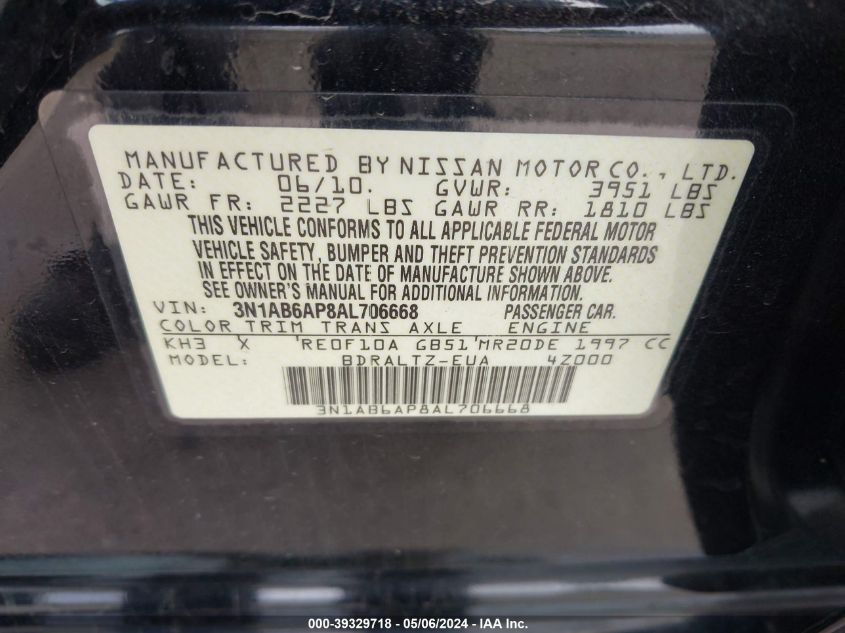 MANUFACTURED BY NISSAN MOTOR CO., LTD.
DATE: 06/10. GVWR: 3951 LBS
GAWR FR: 2227 LBS GAWR RR: 1810 LBS
THIS VEHICLE CONFORMS TO ALL APPLICABLE FEDERAL MOTOR
VEHICLE SAFETY, BUMPER AND THEFT PREVENTION STANDARDS
IN EFFECT ON THE DATE OF MANUFACTURE SHOWN ABOVE.
SEE OWNER'S MANUAL FOR ADDITIONAL INFORMATION.
VIN: 3N1AB6AP8AL706668 PASSENGER CAR.
COLOR TRIM TRANS AXLE ENGINE
KH3 X 'RE0F10A GB51'MR20DE 1997 CC
MODEL: BDRALTZ-EUA 4Z000
3N1AB6AP8AL706668
000-39329718 - 05/06/2024 - IAA Inc.